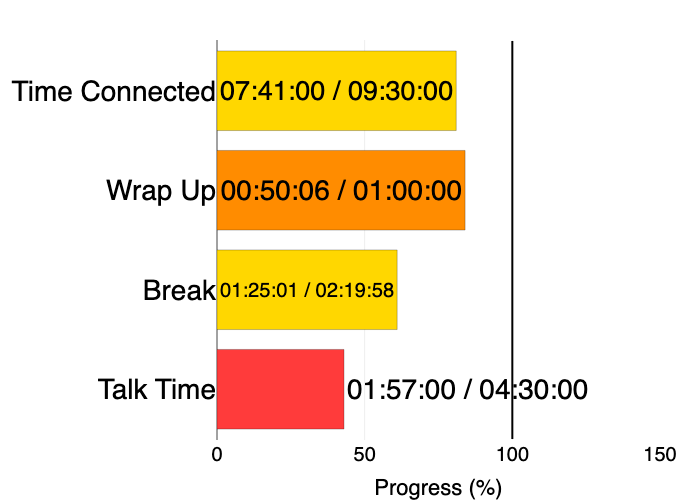 Time Connected 07:41:00 / 09:30:00
Wrap Up 00:50:06 / 01:00:00
Break 01:25:01 / 02:19:58
Talk Time 01:57:00 / 04:30:00
0 50 100 150
Progress (%)